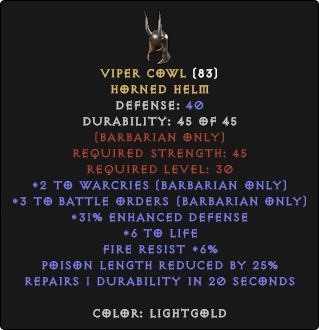 VIPER COWL (83)
HORNED HELM
DEFENSE: 40
DURABILITY: 45 OF 45
(BARBARIAN ONLY)
REQUIRED STRENGTH: 45
REQUIRED LEVEL: 30
+2 TO WARCRIES (BARBARIAN ONLY)
+3 TO BATTLE ORDERS (BARBARIAN ONLY)
+31% ENHANCED DEFENSE
+6 TO LIFE
FIRE RESIST +6%
POISON LENGTH REDUCED BY 25%
REPAIRS 1 DURABILITY IN 20 SECONDS
COLOR: LIGHTGOLD